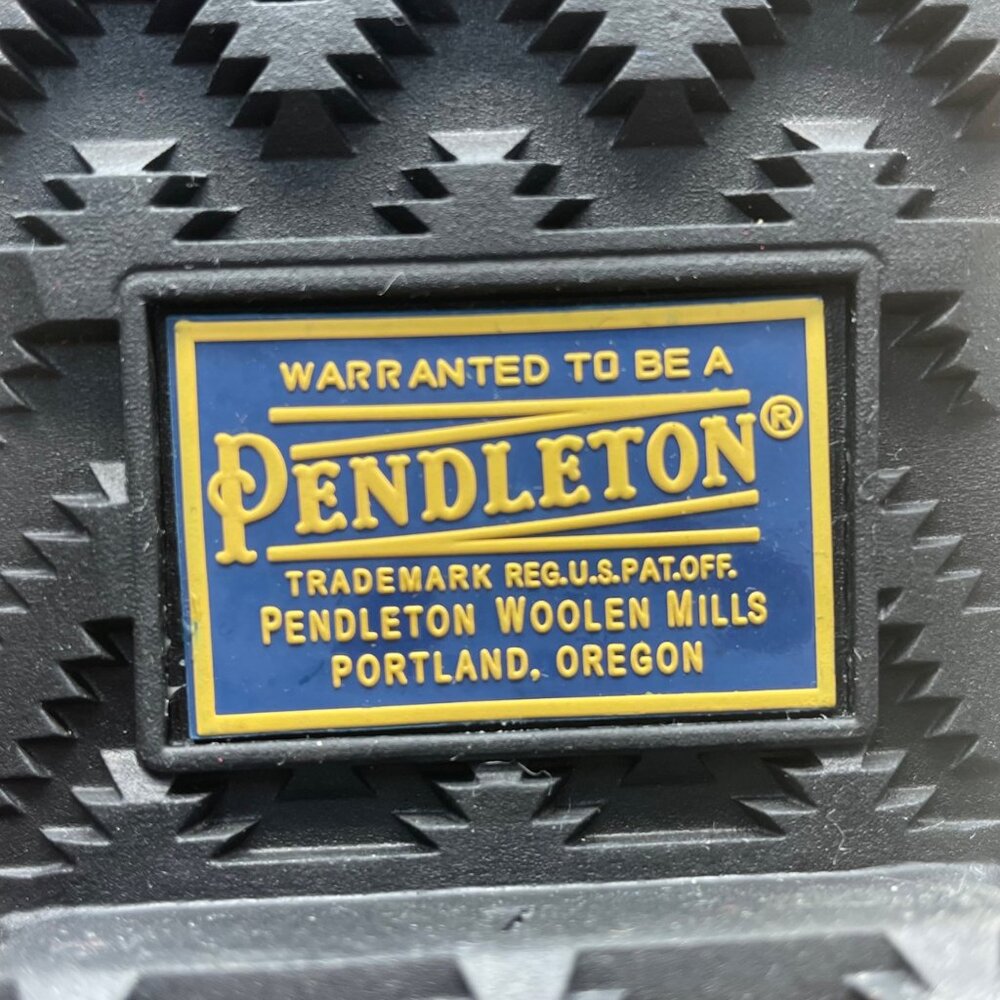 WARRANTED TO BE A
PENDLETON®
TRADEMARK REG.U.S.PAT.OFF.
PENDLETON WOOLEN MILLS
PORTLAND, OREGON